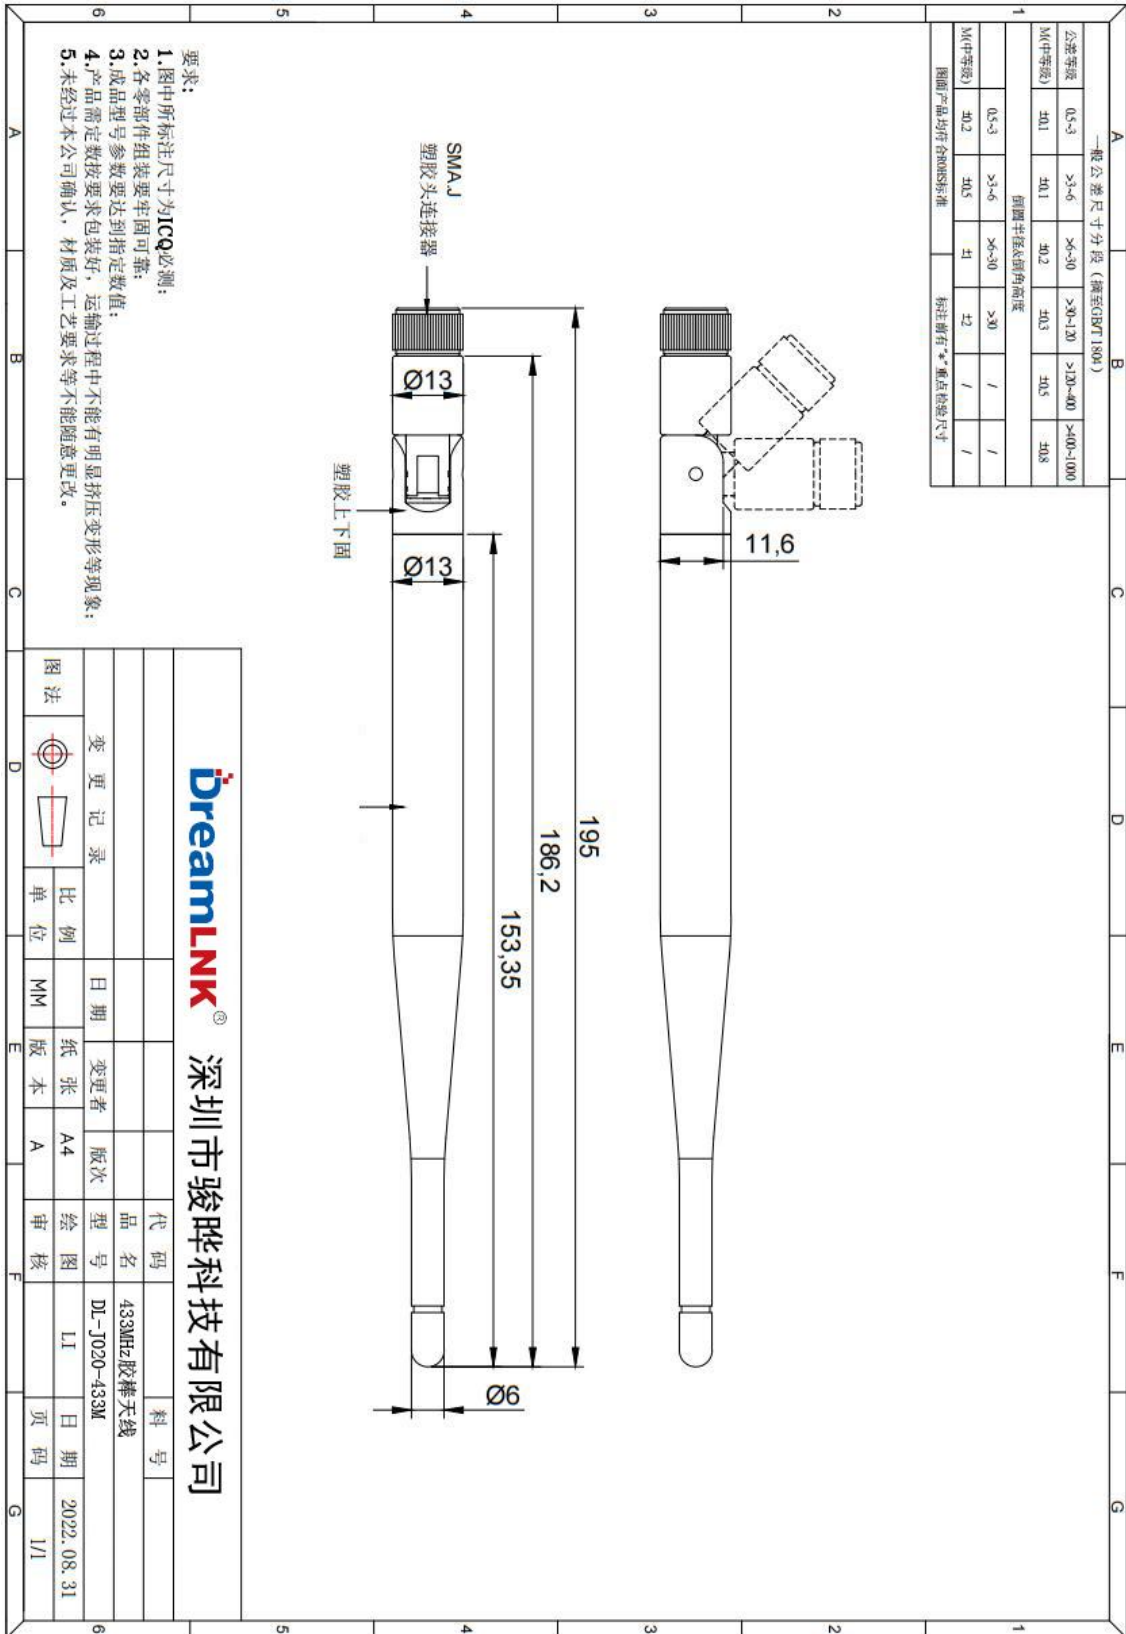 一般公差尺寸分段（摘至GB/T 1804）
公差等级 0.5~3 >3~6 >6~30 >30~120 >120~400 >400~1000
M(中等级) ±0.1 ±0.1 ±0.2 ±0.3 ±0.5 ±0.8
倒圆半径&倒角高度
0.5~3 >3~6 >6~30 >30 / /
M(中等级) ±0.2 ±0.5 ±1 ±2 / /
图面产品均符合ROHS标准 标注前有"*"重点检验尺寸
11,6
195
186,2
153,35
SMAJ
塑胶头连接器
Ø13
Ø13
Ø6
塑胶上下固
要求：
1.图中所标注尺寸为ICQ必测；
2.各零部件组装要牢固可靠；
3.成品型号参数要达到指定数值；
4.产品需定数按要求包装好，运输过程中不能有明显挤压变形等现象；
5.未经过本公司确认，材质及工艺要求等不能随意更改。
DreamLNK® 深圳市骏晔科技有限公司
代码 料号
品名 433MHz胶棒天线
变更记录 日期 变更者 版次 型号 DL-J020-433M
图法 比例 纸张 A4 绘图 LI 日期 2022.08.31
单位 MM 版本 A 审核 页码 1/1
A B C D E F G
A B C D E F G
1 2 3 4 5 6
1 2 3 4 5 6